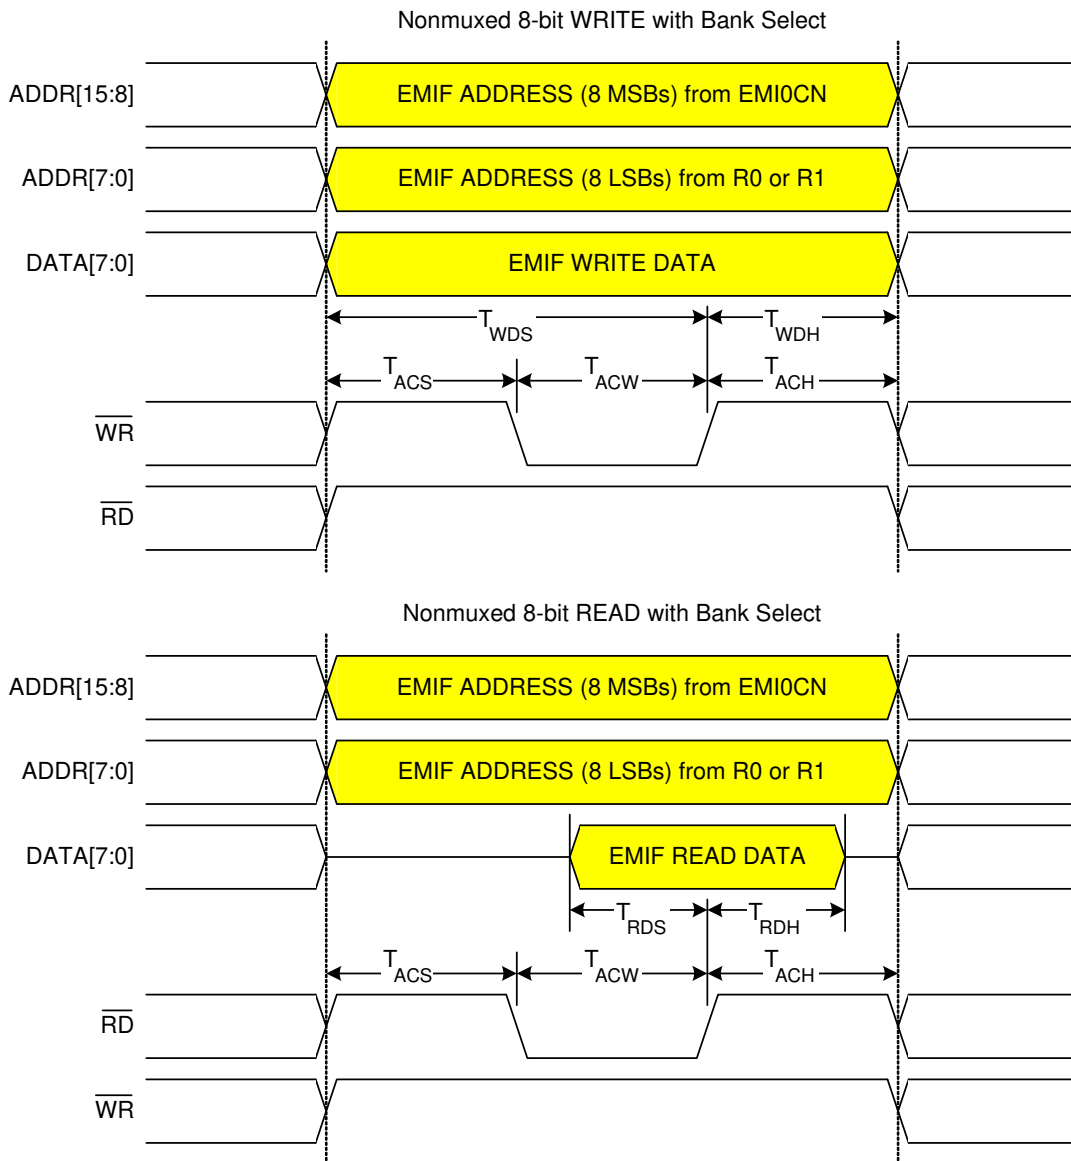 Nonmuxed 8-bit WRITE with Bank Select
ADDR[15:8]
EMIF ADDRESS (8 MSBs) from EMI0CN
ADDR[7:0]
EMIF ADDRESS (8 LSBs) from R0 or R1
DATA[7:0]
EMIF WRITE DATA
TWDS TWDH
TACS TACW TACH
WR
RD
Nonmuxed 8-bit READ with Bank Select
ADDR[15:8]
EMIF ADDRESS (8 MSBs) from EMI0CN
ADDR[7:0]
EMIF ADDRESS (8 LSBs) from R0 or R1
DATA[7:0]
EMIF READ DATA
TRDS TRDH
TACS TACW TACH
RD
WR